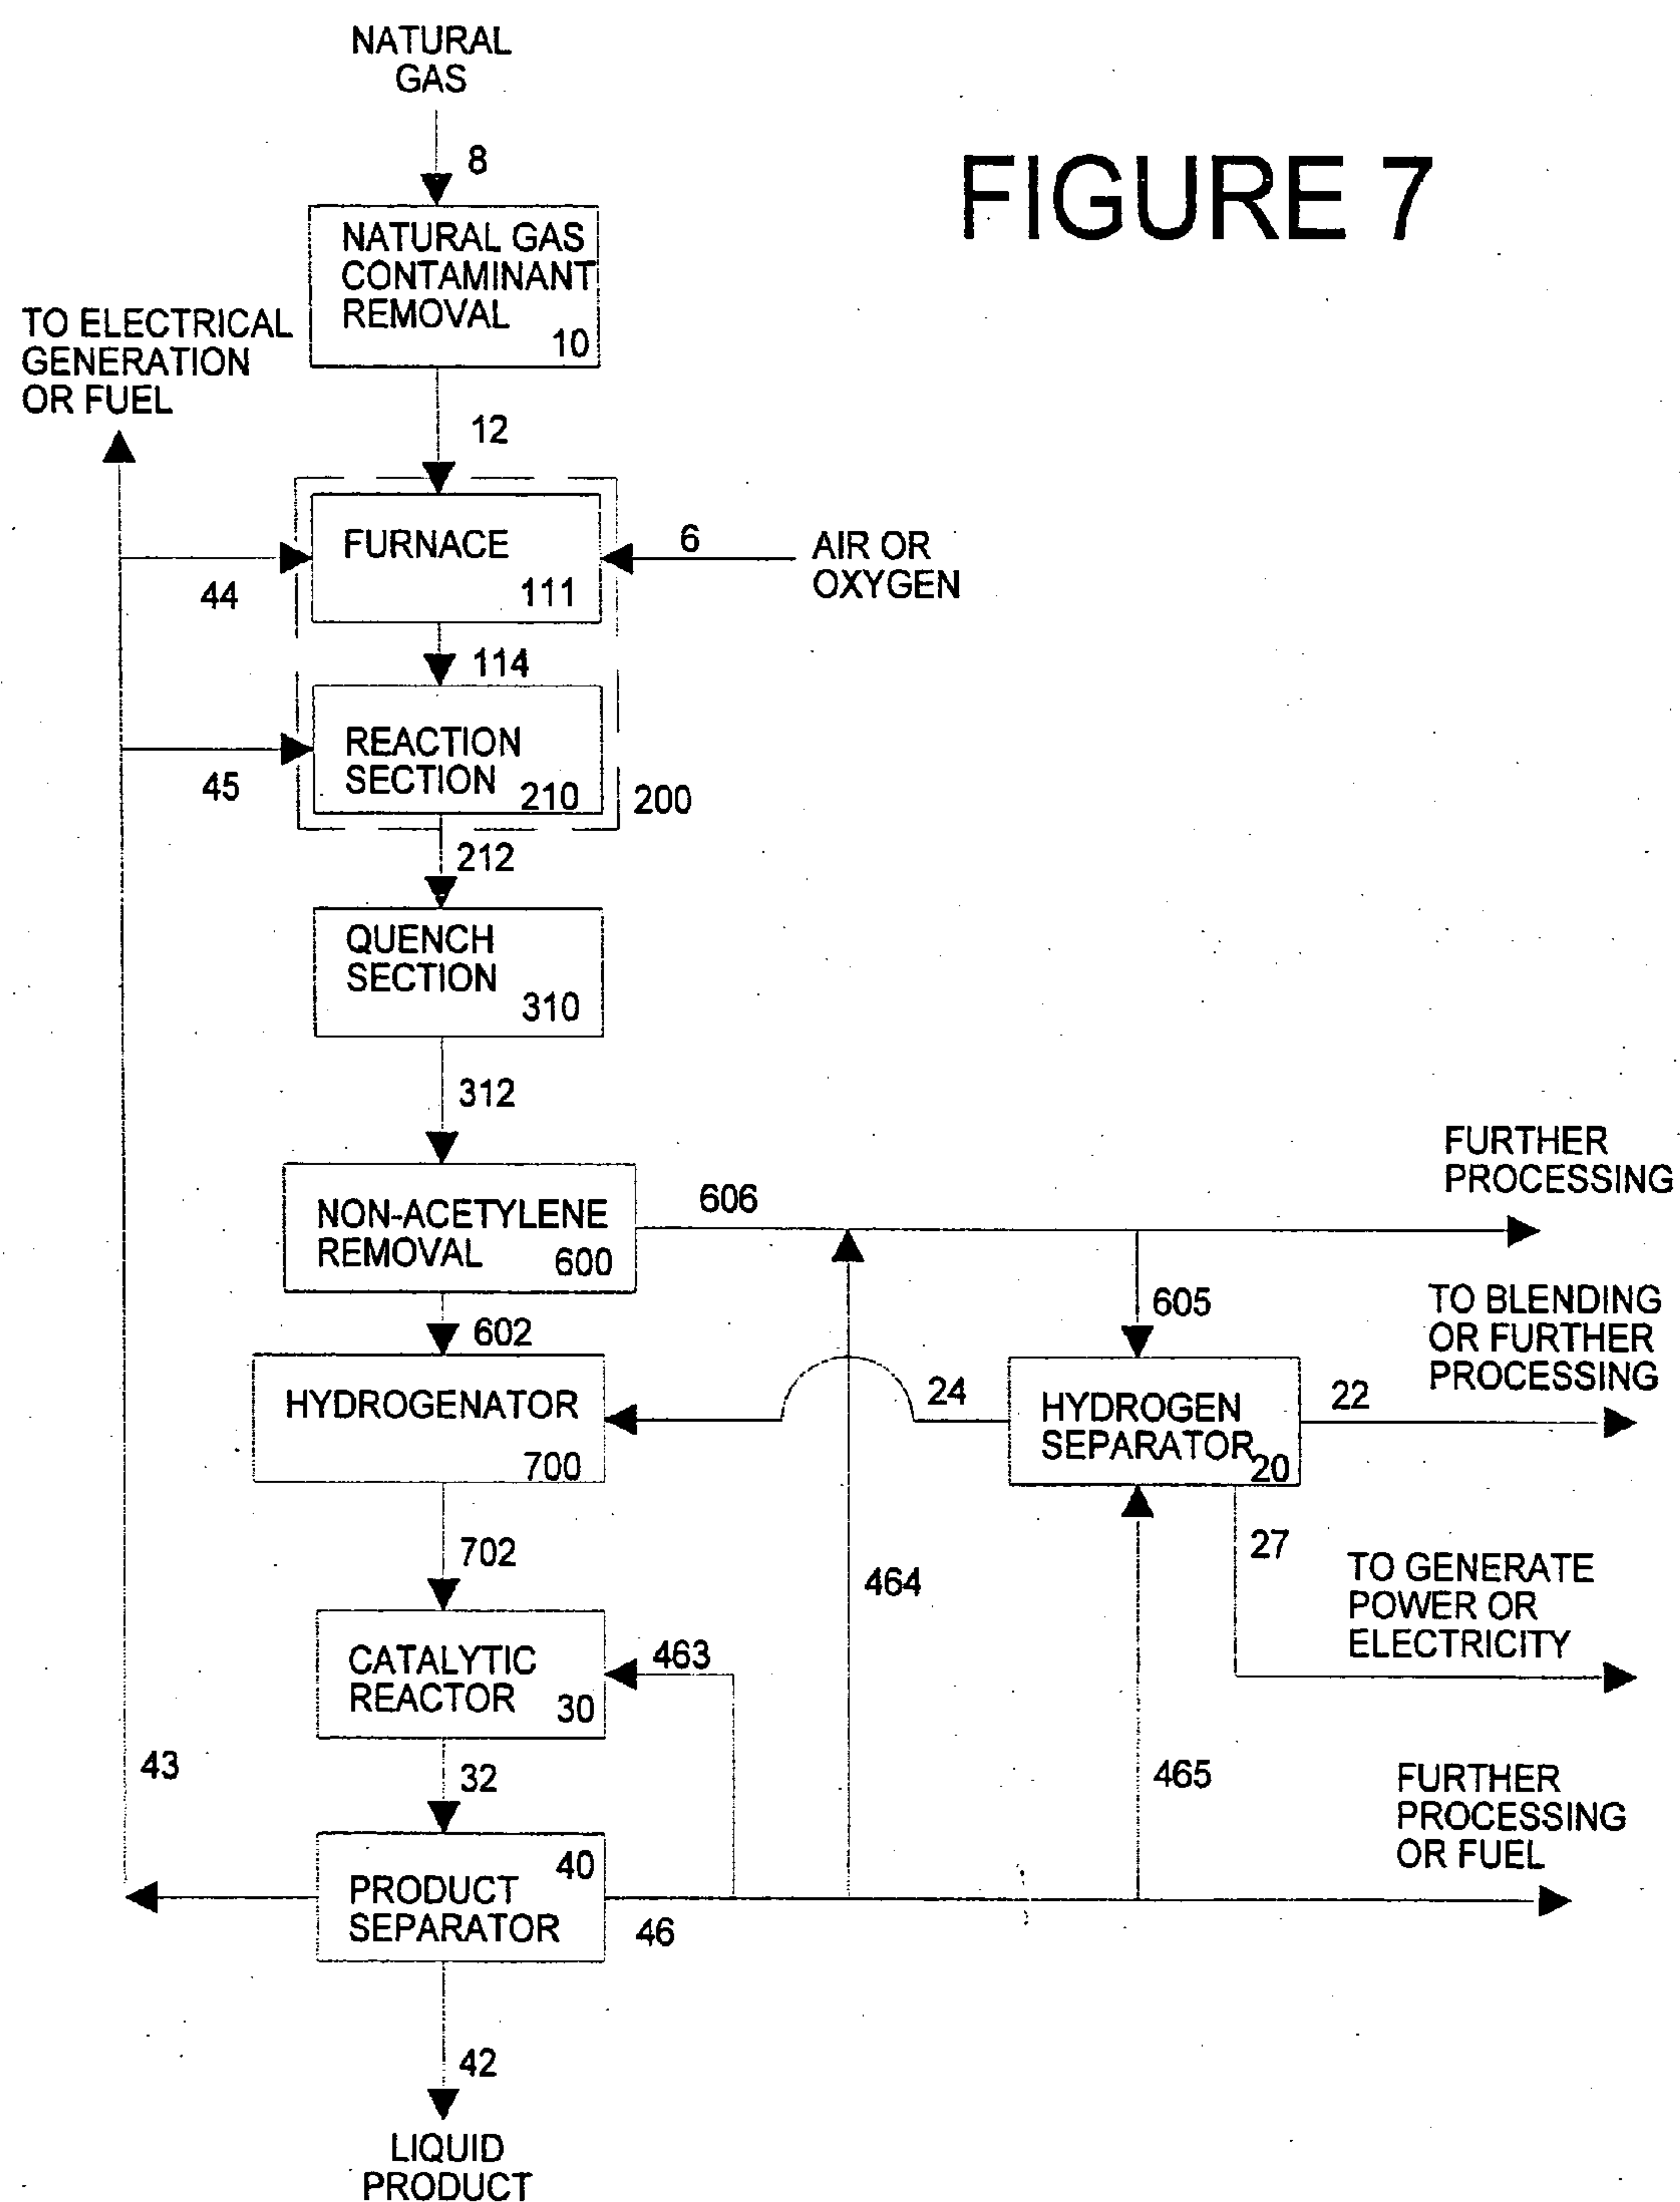 NATURAL
GAS
8
FIGURE 7
NATURAL GAS
CONTAMINANT
REMOVAL
10
TO ELECTRICAL
GENERATION
OR FUEL
12
FURNACE
111
6
AIR OR
OXYGEN
44
114
REACTION
SECTION
210
45
200
212
QUENCH
SECTION
310
312
NON-ACETYLENE
REMOVAL
600
606
FURTHER
PROCESSING
602
605
TO BLENDING
OR FURTHER
PROCESSING
HYDROGENATOR
700
24
HYDROGEN
SEPARATOR
20
22
702
464
27
TO GENERATE
POWER OR
ELECTRICITY
CATALYTIC
REACTOR
30
463
43
32
465
FURTHER
PROCESSING
OR FUEL
40
PRODUCT
SEPARATOR
46
42
LIQUID
PRODUCT